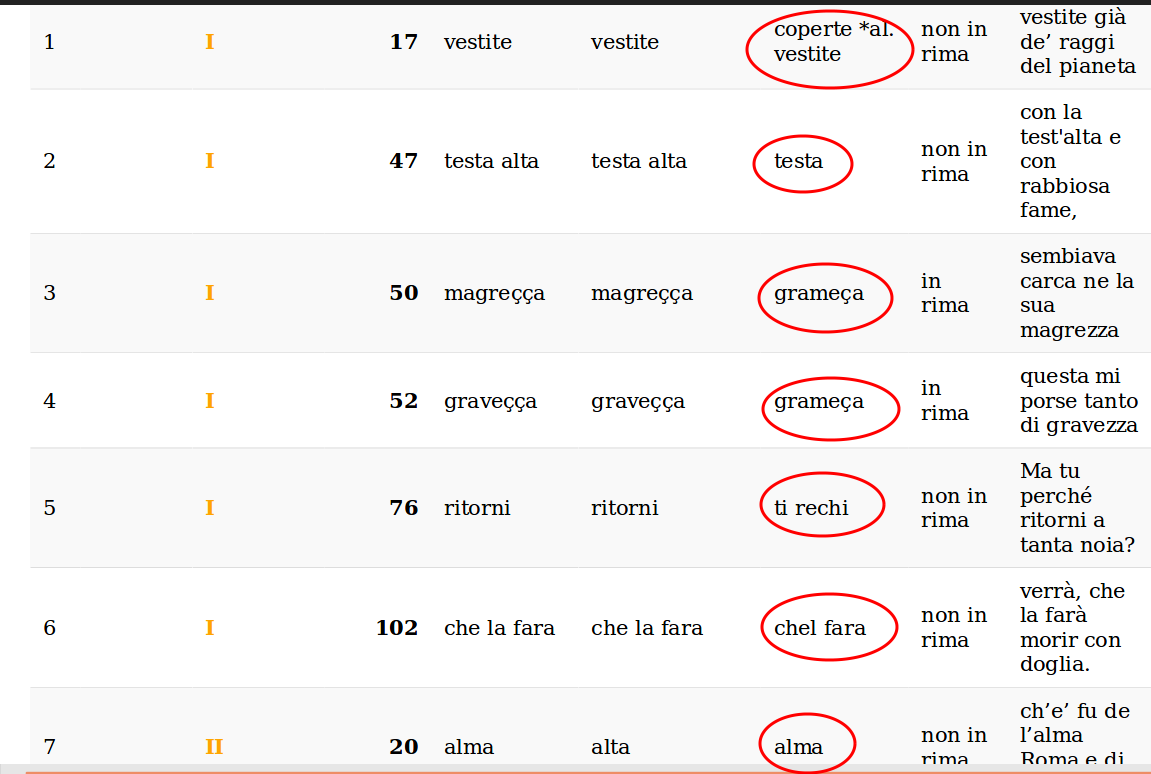 1 I 17 vestite vestite
coperte *al.
vestite
non in
rima
vestite già
de’ raggi
del pianeta
2 I 47 testa alta testa alta testa
non in
rima
con la
test'alta e
con
rabbiosa
fame,
3 I 50 magreçça magreçça grameça
in
rima
sembiava
carca ne la
sua
magrezza
4 I 52 graveçça graveçça grameça
in
rima
questa mi
porse tanto
di gravezza
5 I 76 ritorni ritorni ti rechi
non in
rima
Ma tu
perché
ritorni a
tanta noia?
6 I 102 che la fara che la fara chel fara
non in
rima
verrà, che
la farà
morir con
doglia.
7 II 20 alma alta alma
non in
rima
ch’e’ fu de
l’alma
Roma e di